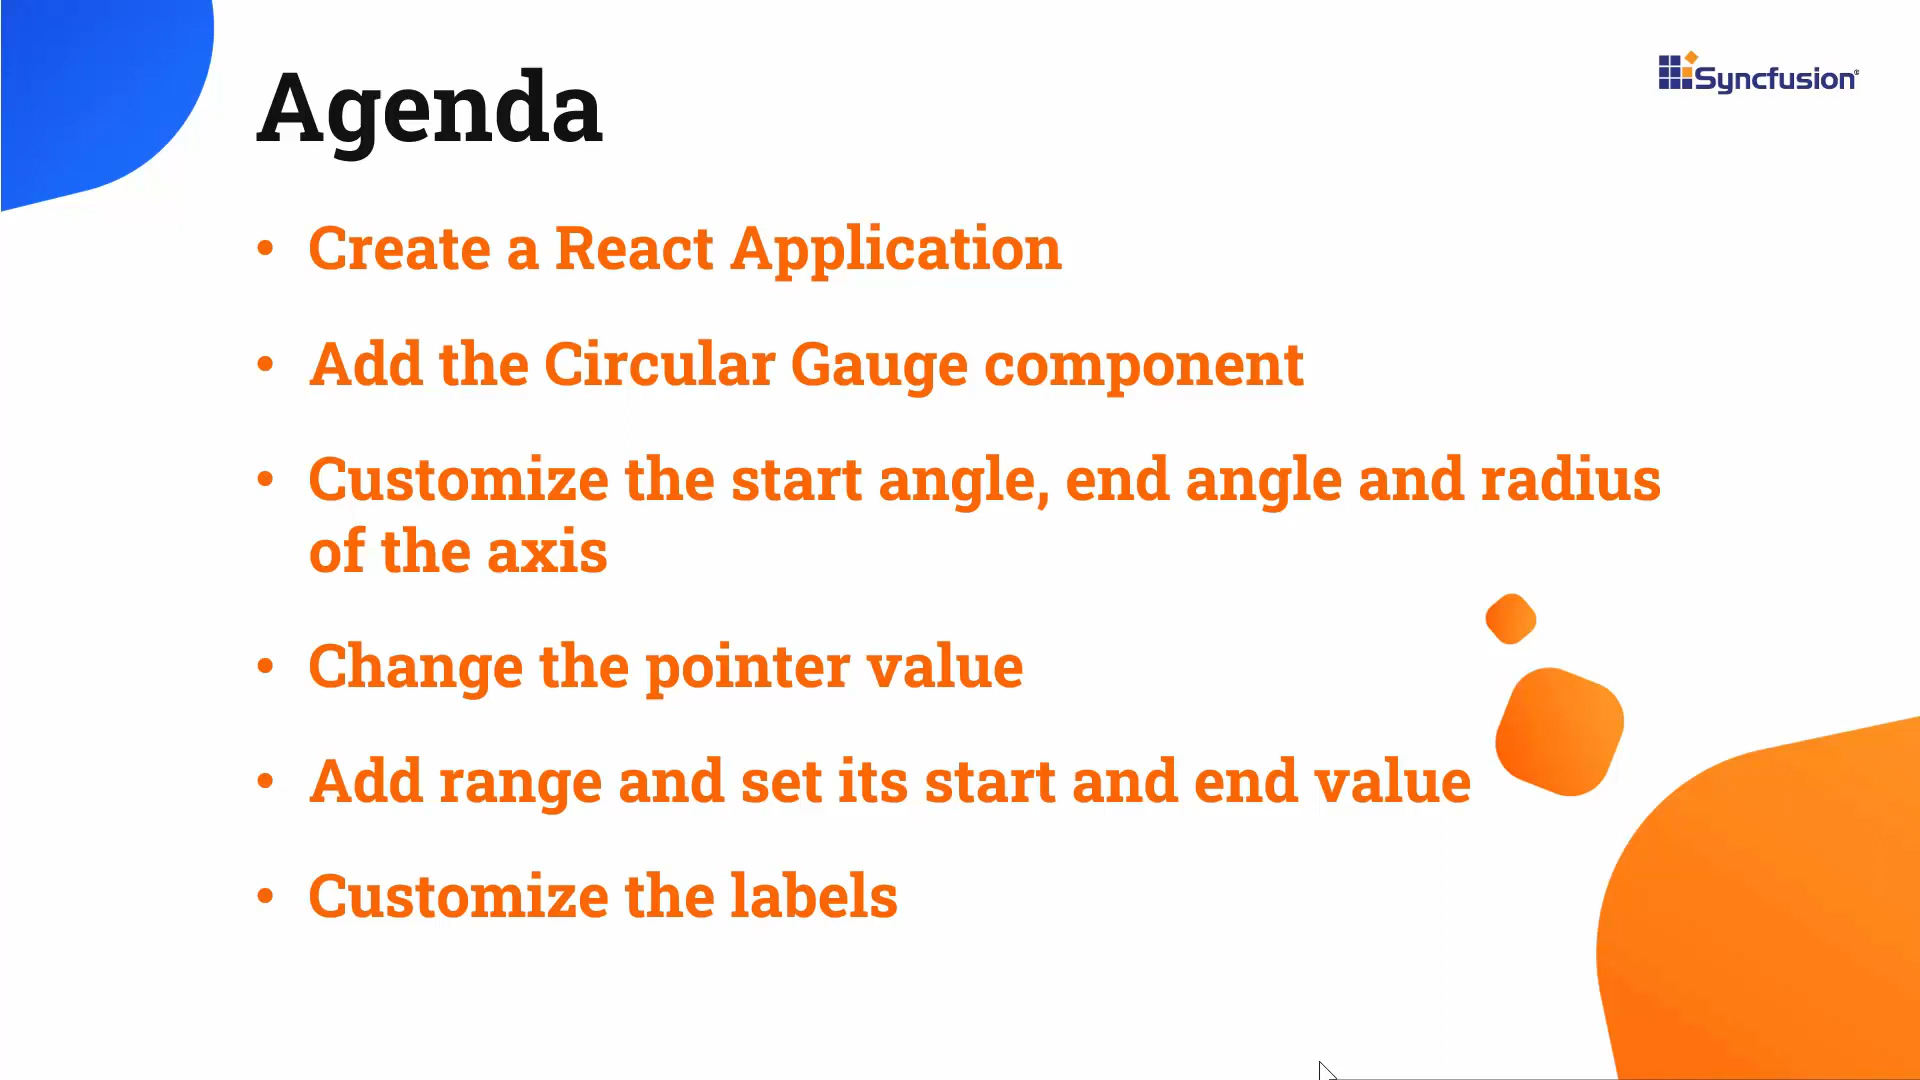 Agenda
Syncfusion®
• Create a React Application
• Add the Circular Gauge component
• Customize the start angle, end angle and radius
of the axis
• Change the pointer value
• Add range and set its start and end value
• Customize the labels